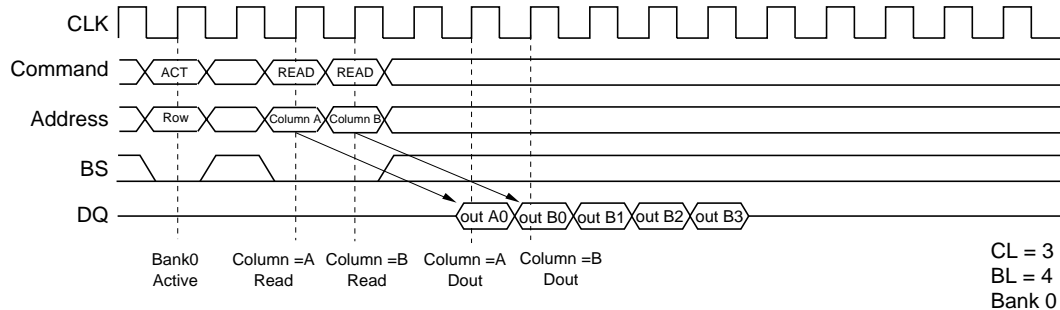 CLK
Command ACT READ READ
Address Row Column A Column B
BS
DQ out A0 out B0 out B1 out B2 out B3
Bank0 Column =A Column =B Column =A Column =B
Active Read Read Dout Dout
CL = 3
BL = 4
Bank 0